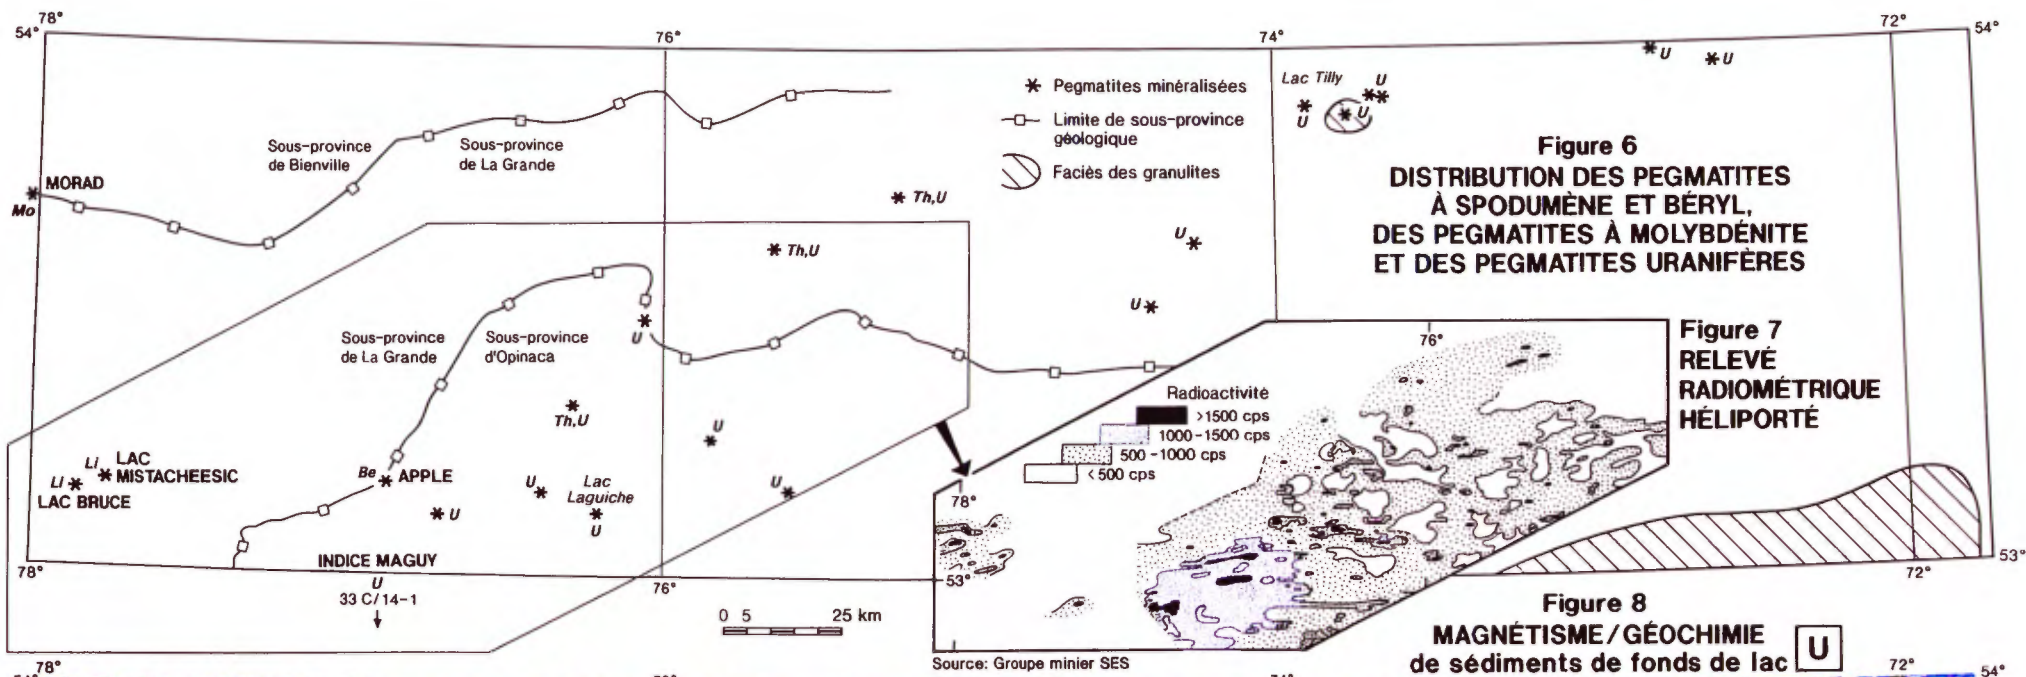 78°
54°
76°
74°
72°
54°
Pegmatites minéralisées
Limite de sous-province
géologique
Faciès des granulites
Lac Tilly
U
U
U
U
U
Figure 6
DISTRIBUTION DES PEGMATITES
À SPODUMÈNE ET BÉRYL,
DES PEGMATITES À MOLYBDÉNITE
ET DES PEGMATITES URANIFÈRES
Sous-province
de Bienville
Sous-province
de La Grande
MORAD
Mo
Th,U
Th,U
U
U
Sous-province
de La Grande
Sous-province
d'Opinaca
U
Th,U
U
Li LAC
MISTACHEESIC
Li
LAC BRUCE
Be
APPLE
U
U
Lac
Laguiche
U
U
INDICE MAGUY
U
33 C/14-1
78°
76°
0 5 25 km
Figure 7
RELEVÉ
RADIOMÉTRIQUE
HÉLIPORTÉ
76°
Radioactivité
>1500 cps
1000-1500 cps
500-1000 cps
<500 cps
78°
53°
72°
53°
Source: Groupe minier SES
Figure 8
MAGNÉTISME/GÉOCHIMIE
de sédiments de fonds de lac
U
78°
72°
54°